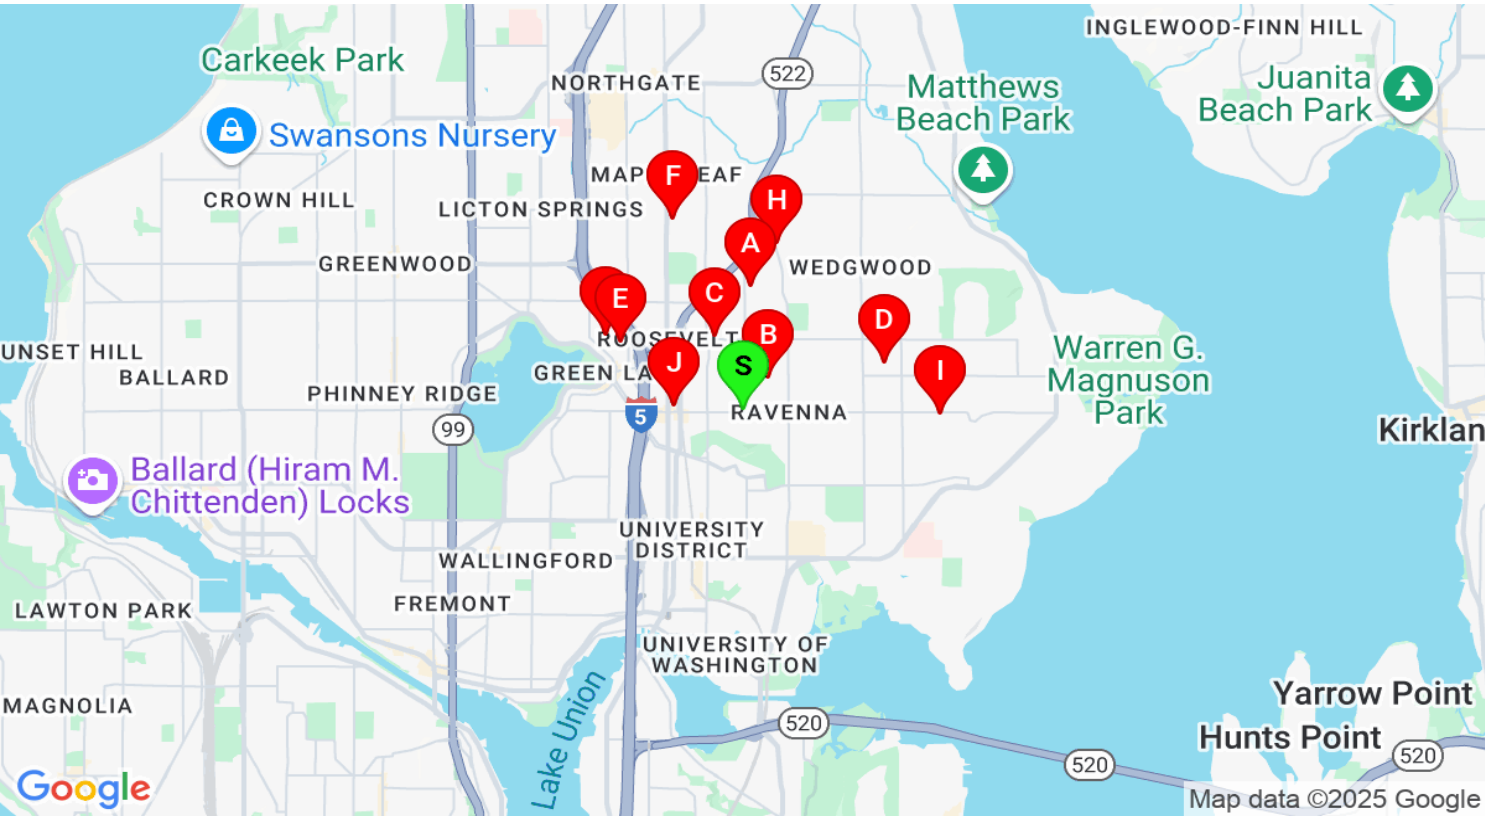 INGLEWOOD-FINN HILL
Carkeek Park
522
NORTHGATE
Matthews
Beach Park
Juanita
Beach Park
Swansons Nursery
MAP
EAF
F
H
CROWN HILL
LICTON SPRINGS
A
GREENWOOD
WEDGWOOD
E
C
D
B
ROOSEVELT
UNSET HILL
BALLARD
GREEN LA
J
S
I
Warren G.
Magnuson
Park
PHINNEY RIDGE
5
RAVENNA
99
Kirklan
Ballard (Hiram M.
Chittenden) Locks
UNIVERSITY
DISTRICT
WALLINGFORD
FREMONT
LAWTON PARK
UNIVERSITY OF
WASHINGTON
Lake Union
MAGNOLIA
Yarrow Point
520
Hunts Point
520
520
Google
Map data ©2025 Google